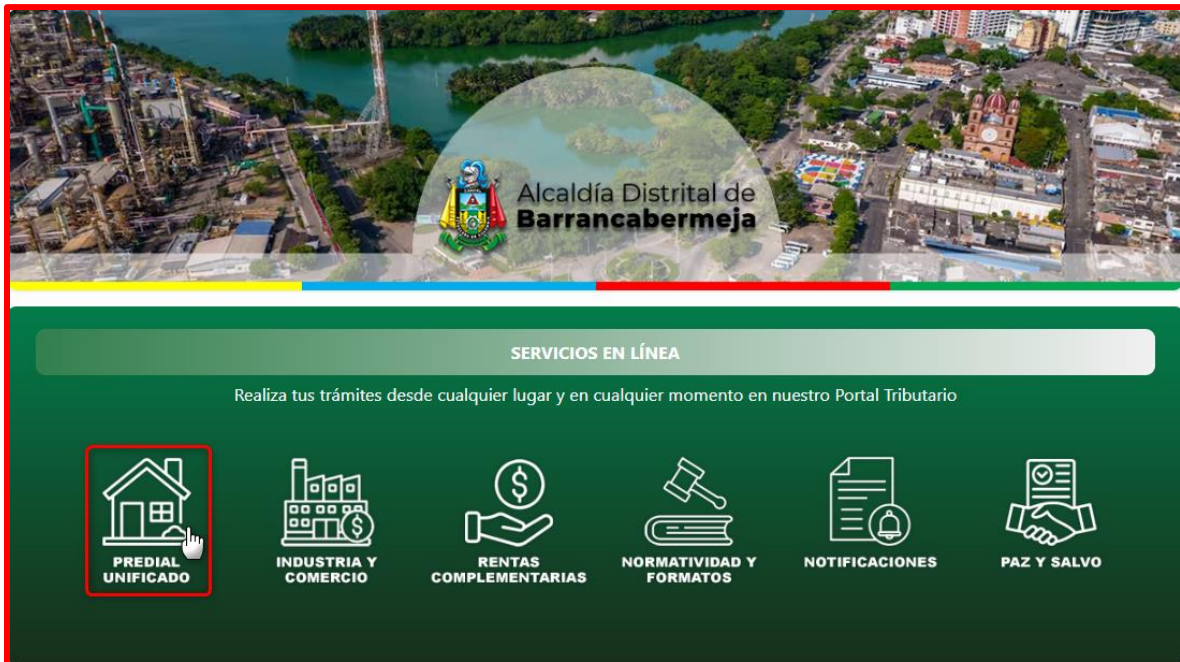 Alcaldía Distrital de
Barrancabermeja
SERVICIOS EN LÍNEA
Realiza tus trámites desde cualquier lugar y en cualquier momento en nuestro Portal Tributario
PREDIAL
UNIFICADO
INDUSTRIA Y
COMERCIO
RENTAS
COMPLEMENTARIAS
NORMATIVIDAD Y
FORMATOS
NOTIFICACIONES
PAZ Y SALVO